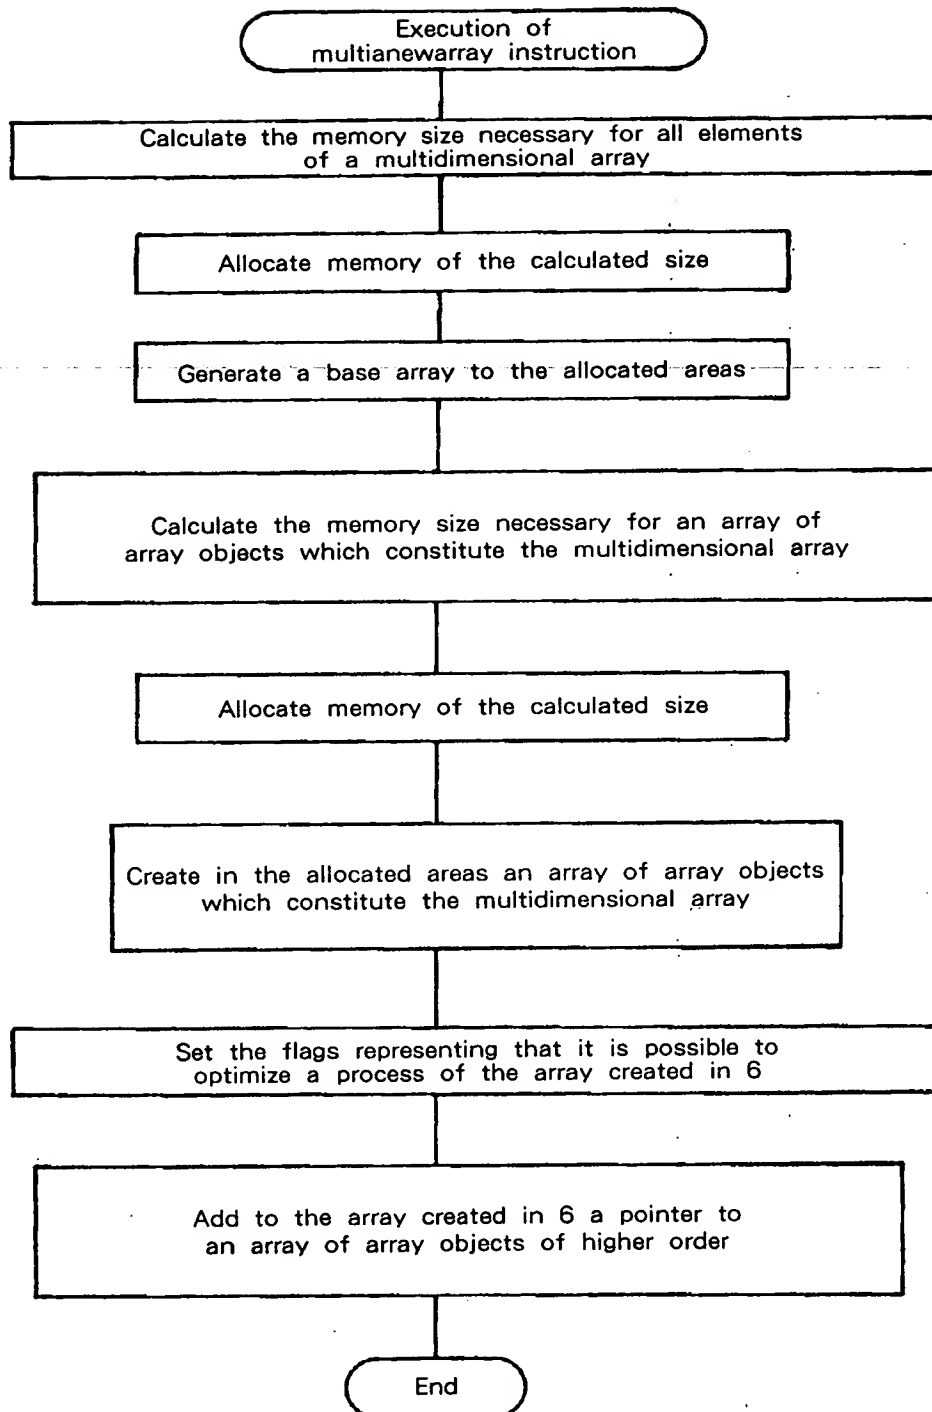 Execution of
multianewarray instruction
Calculate the memory size necessary for all elements
of a multidimensional array
Allocate memory of the calculated size
Generate a base array to the allocated areas
Calculate the memory size necessary for an array of
array objects which constitute the multidimensional array
Allocate memory of the calculated size
Create in the allocated areas an array of array objects
which constitute the multidimensional array
Set the flags representing that it is possible to
optimize a process of the array created in 6
Add to the array created in 6 a pointer to
an array of array objects of higher order
End